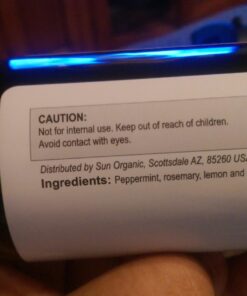 CAUTION:
Not for internal use. Keep out of reach of children.
Avoid contact with eyes.
Distributed by Sun Organic, Scottsdale AZ, 85260 USA
Ingredients: Peppermint, rosemary, lemon and